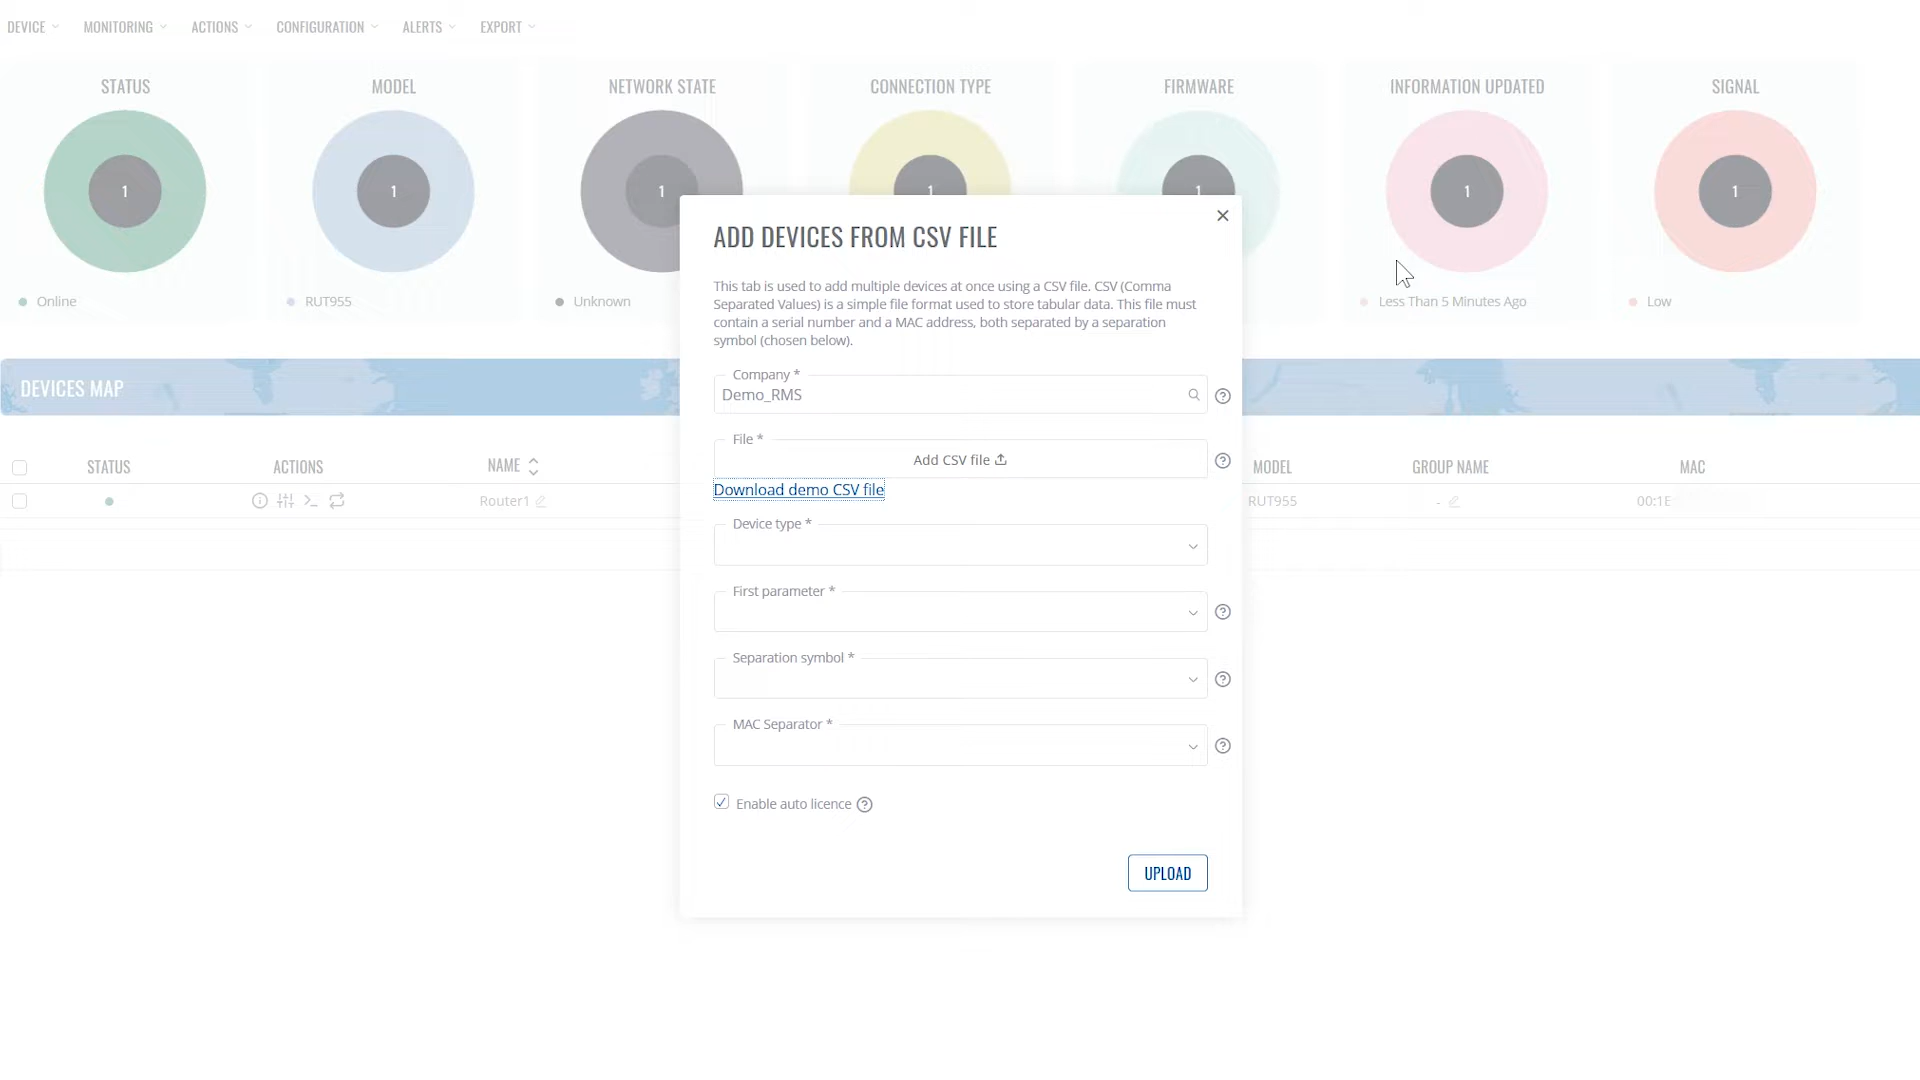 DEVICE MONITORING ACTIONS CONFIGURATION ALERTS EXPORT
STATUS MODEL NETWORK STATE CONNECTION TYPE FIRMWARE INFORMATION UPDATED SIGNAL
1 1 1 1 1 1 1
Online RUT955 Unknown Less Than 5 Minutes Ago Low
ADD DEVICES FROM CSV FILE
This tab is used to add multiple devices at once using a CSV file. CSV (Comma
Separated Values) is a simple file format used to store tabular data. This file must
contain a serial number and a MAC address, both separated by a separation
symbol (chosen below).
Company *
Demo_RMS
File *
Add CSV file
Download demo CSV file
Device type *
First parameter *
Separation symbol *
MAC Separator *
Enable auto licence
UPLOAD
DEVICES MAP
STATUS ACTIONS NAME MODEL GROUP NAME MAC
Router1 RUT955 - 00:1E